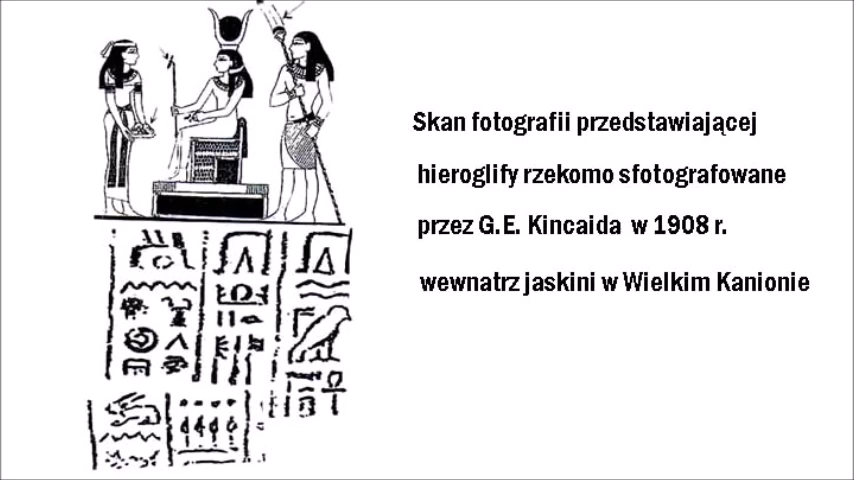 Skan fotografii przedstawiającej
hieroglify rzekomo sfotografowane
przez G.E. Kincaida w 1908 r.
wewnatrz jaskini w Wielkim Kanionie